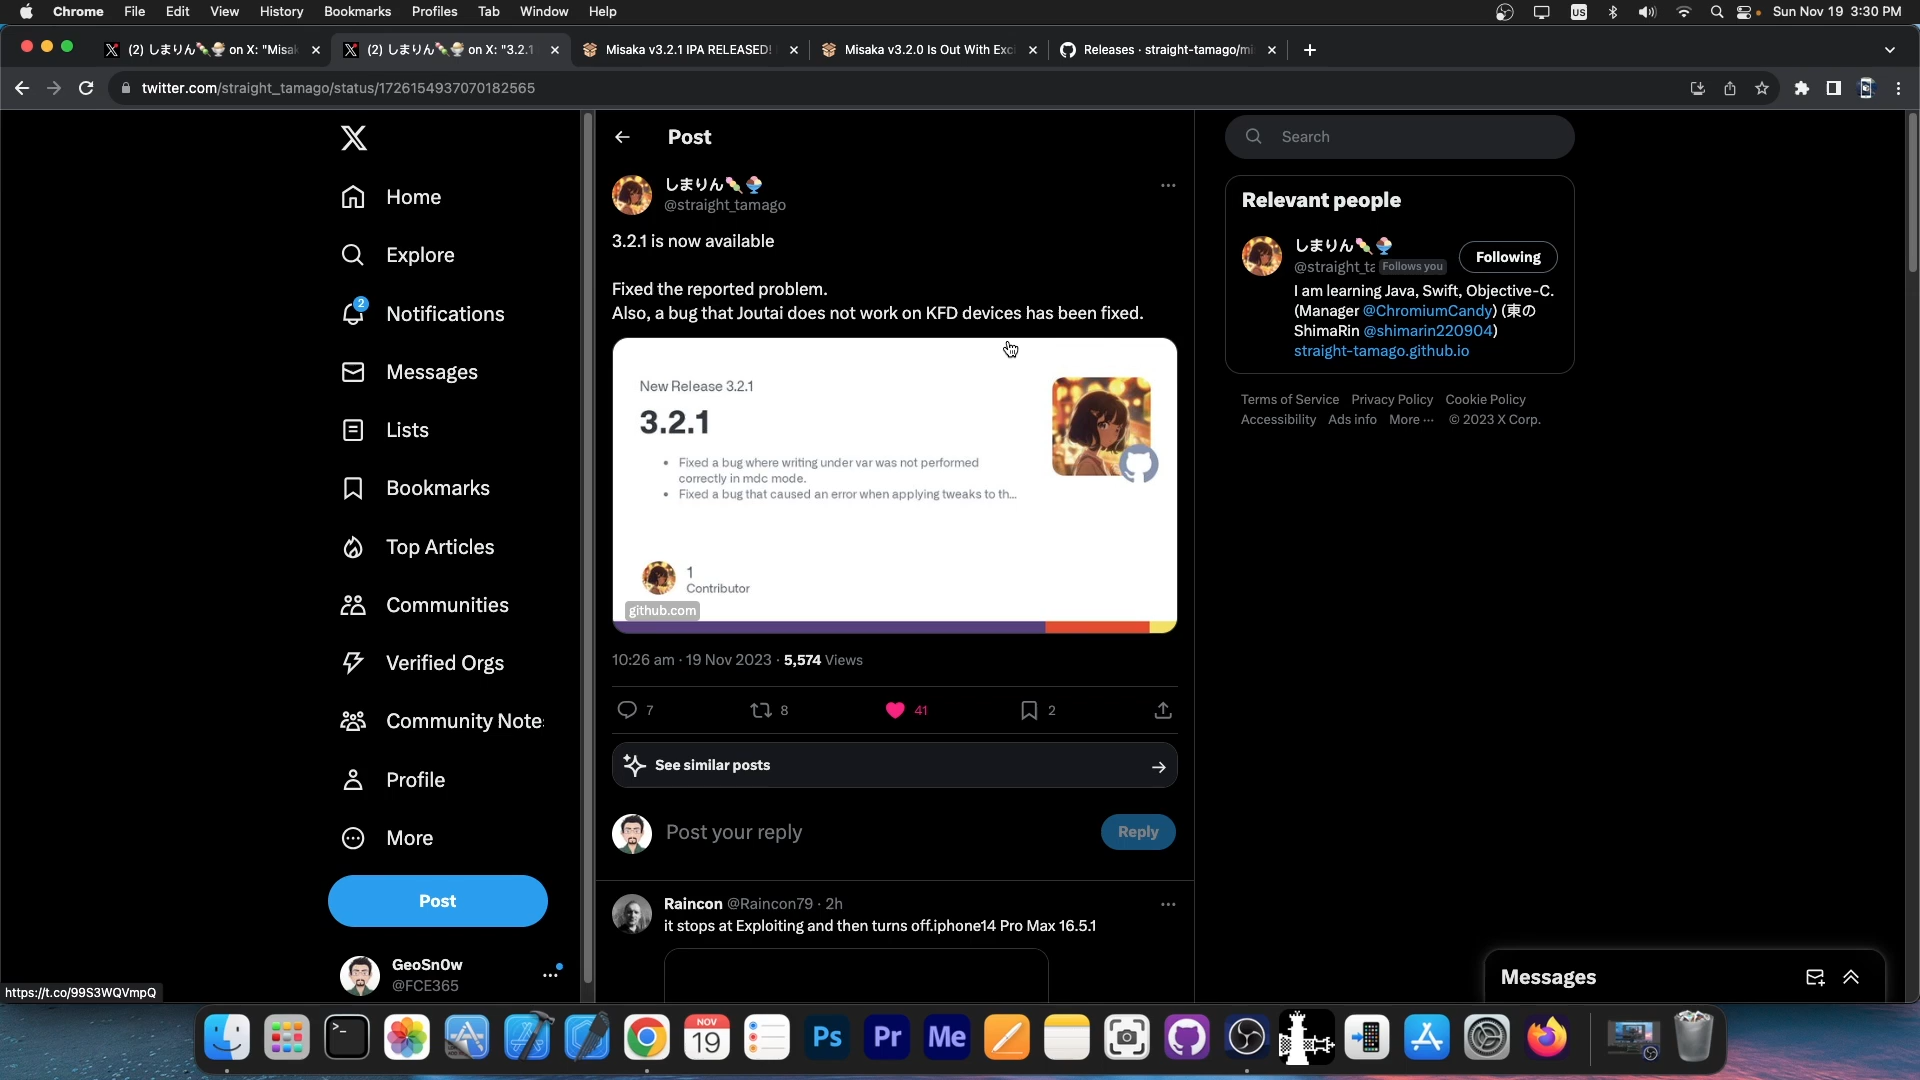 Chrome File Edit View History Bookmarks Profiles Tab Window Help
US
Sun Nov 19 3:30 PM
(2) しまりん🍡🍧 on X: "Misak
(2) しまりん🍡🍧 on X: "3.2.1
Misaka v3.2.1 IPA RELEASED!
Misaka v3.2.0 Is Out With Exci
Releases · straight-tamago/mi
twitter.com/straight_tamago/status/1726154937070182565
Home
Explore
2
Notifications
Messages
Lists
Bookmarks
Top Articles
Communities
Verified Orgs
Community Note
Profile
More
Post
GeoSn0w
@FCE365
https://t.co/99S3WQVmpQ
Post
しまりん🍡🍧
@straight_tamago
3.2.1 is now available
Fixed the reported problem.
Also, a bug that Joutai does not work on KFD devices has been fixed.
New Release 3.2.1
3.2.1
• Fixed a bug where writing under var was not performed
correctly in mdc mode.
• Fixed a bug that caused an error when applying tweaks to th...
1
Contributor
github.com
10:26 am · 19 Nov 2023 · 5,574 Views
7
8
41
2
See similar posts
Post your reply
Reply
Raincon @Raincon79 · 2h
it stops at Exploiting and then turns off.iphone14 Pro Max 16.5.1
Search
Relevant people
しまりん🍡🍧
@straight_ta Follows you
Following
I am learning Java, Swift, Objective-C.
(Manager @ChromiumCandy) (東の
ShimaRin @shimarin220904)
straight-tamago.github.io
Terms of Service Privacy Policy Cookie Policy
Accessibility Ads info More ··· © 2023 X Corp.
Messages
NOV
19
Ps
Pr
Me